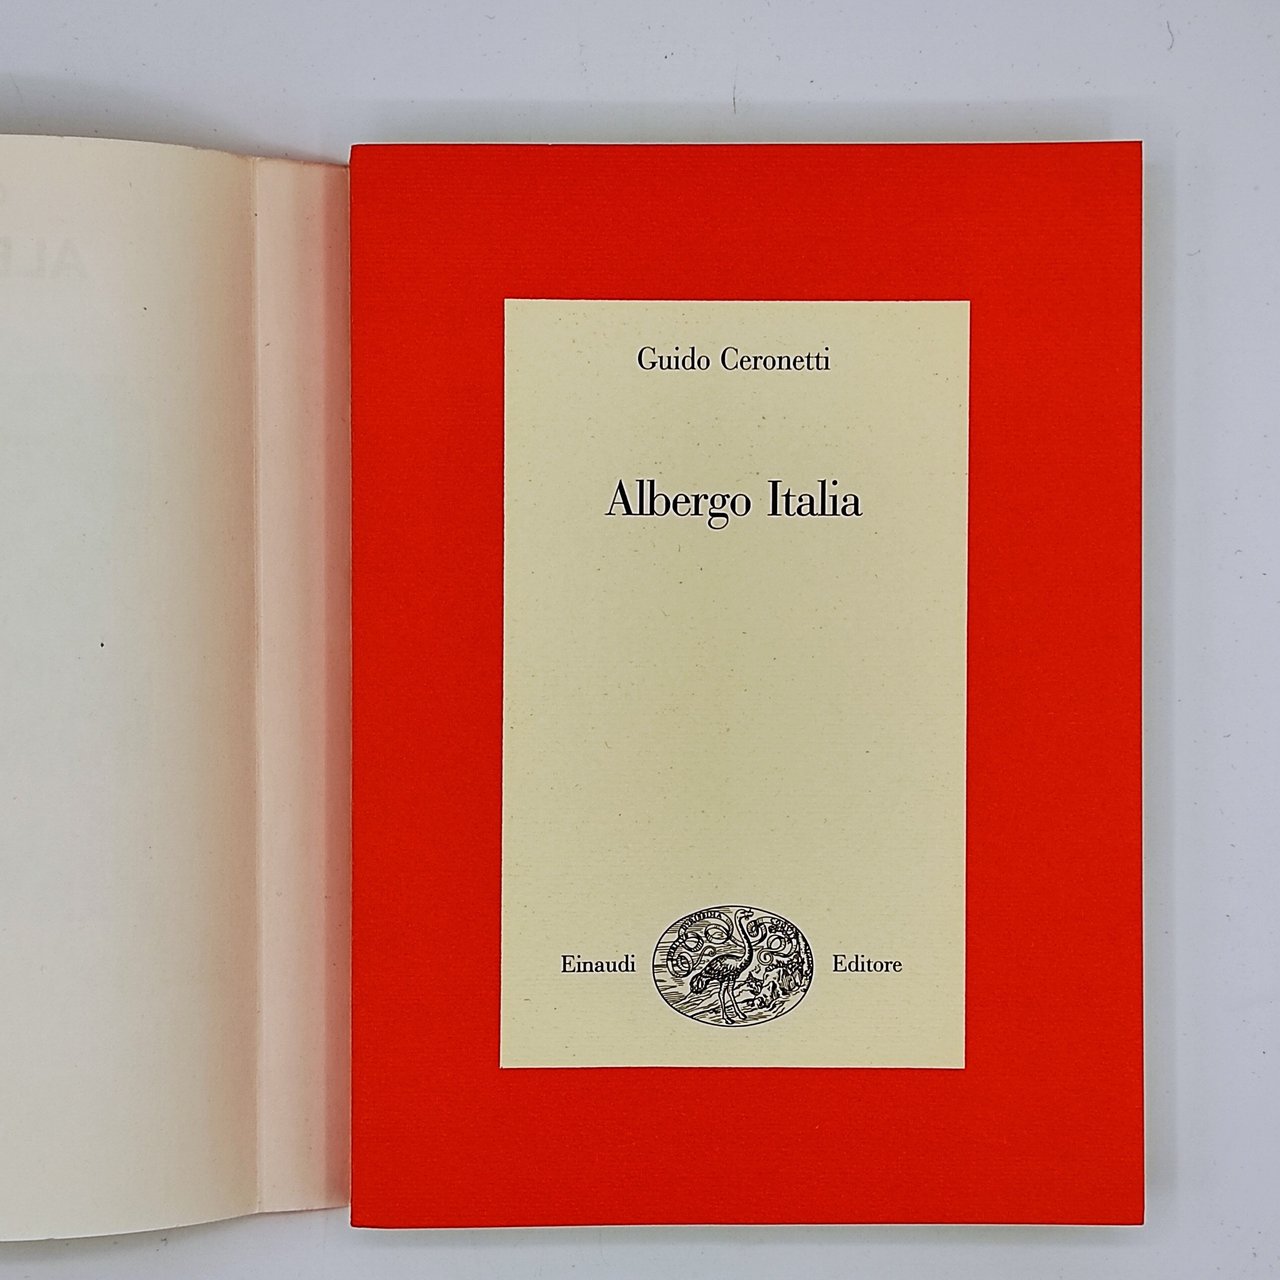 Guido Ceronetti
Albergo Italia
Einaudi Editore